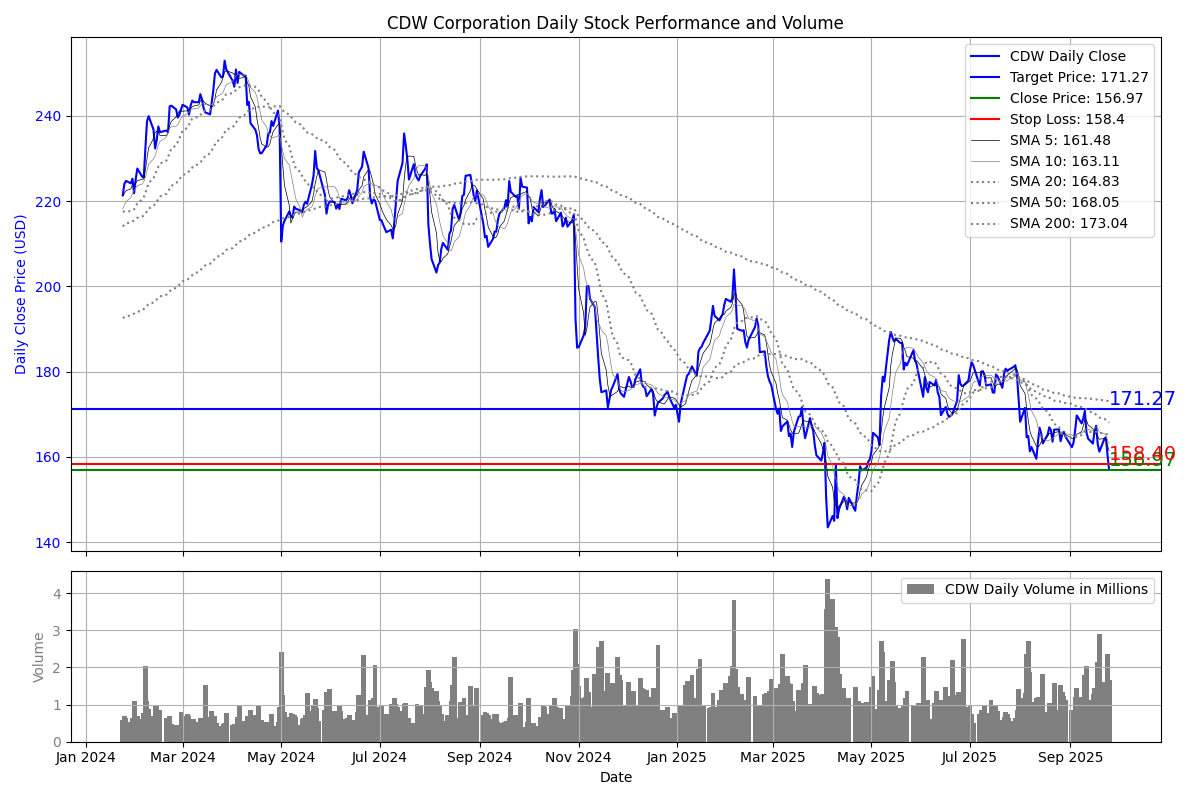 CDW Corporation Daily Stock Performance and Volume
Daily Close Price (USD)
240
220
200
180
160
140
CDW Daily Close
Target Price: 171.27
Close Price: 156.97
Stop Loss: 158.4
SMA 5: 161.48
SMA 10: 163.11
SMA 20: 164.83
SMA 50: 168.05
SMA 200: 173.04
171.27
158.40
156.97
Volume
4
3
2
1
0
CDW Daily Volume in Millions
Jan 2024
Mar 2024
May 2024
Jul 2024
Sep 2024
Nov 2024
Jan 2025
Mar 2025
May 2025
Jul 2025
Sep 2025
Date